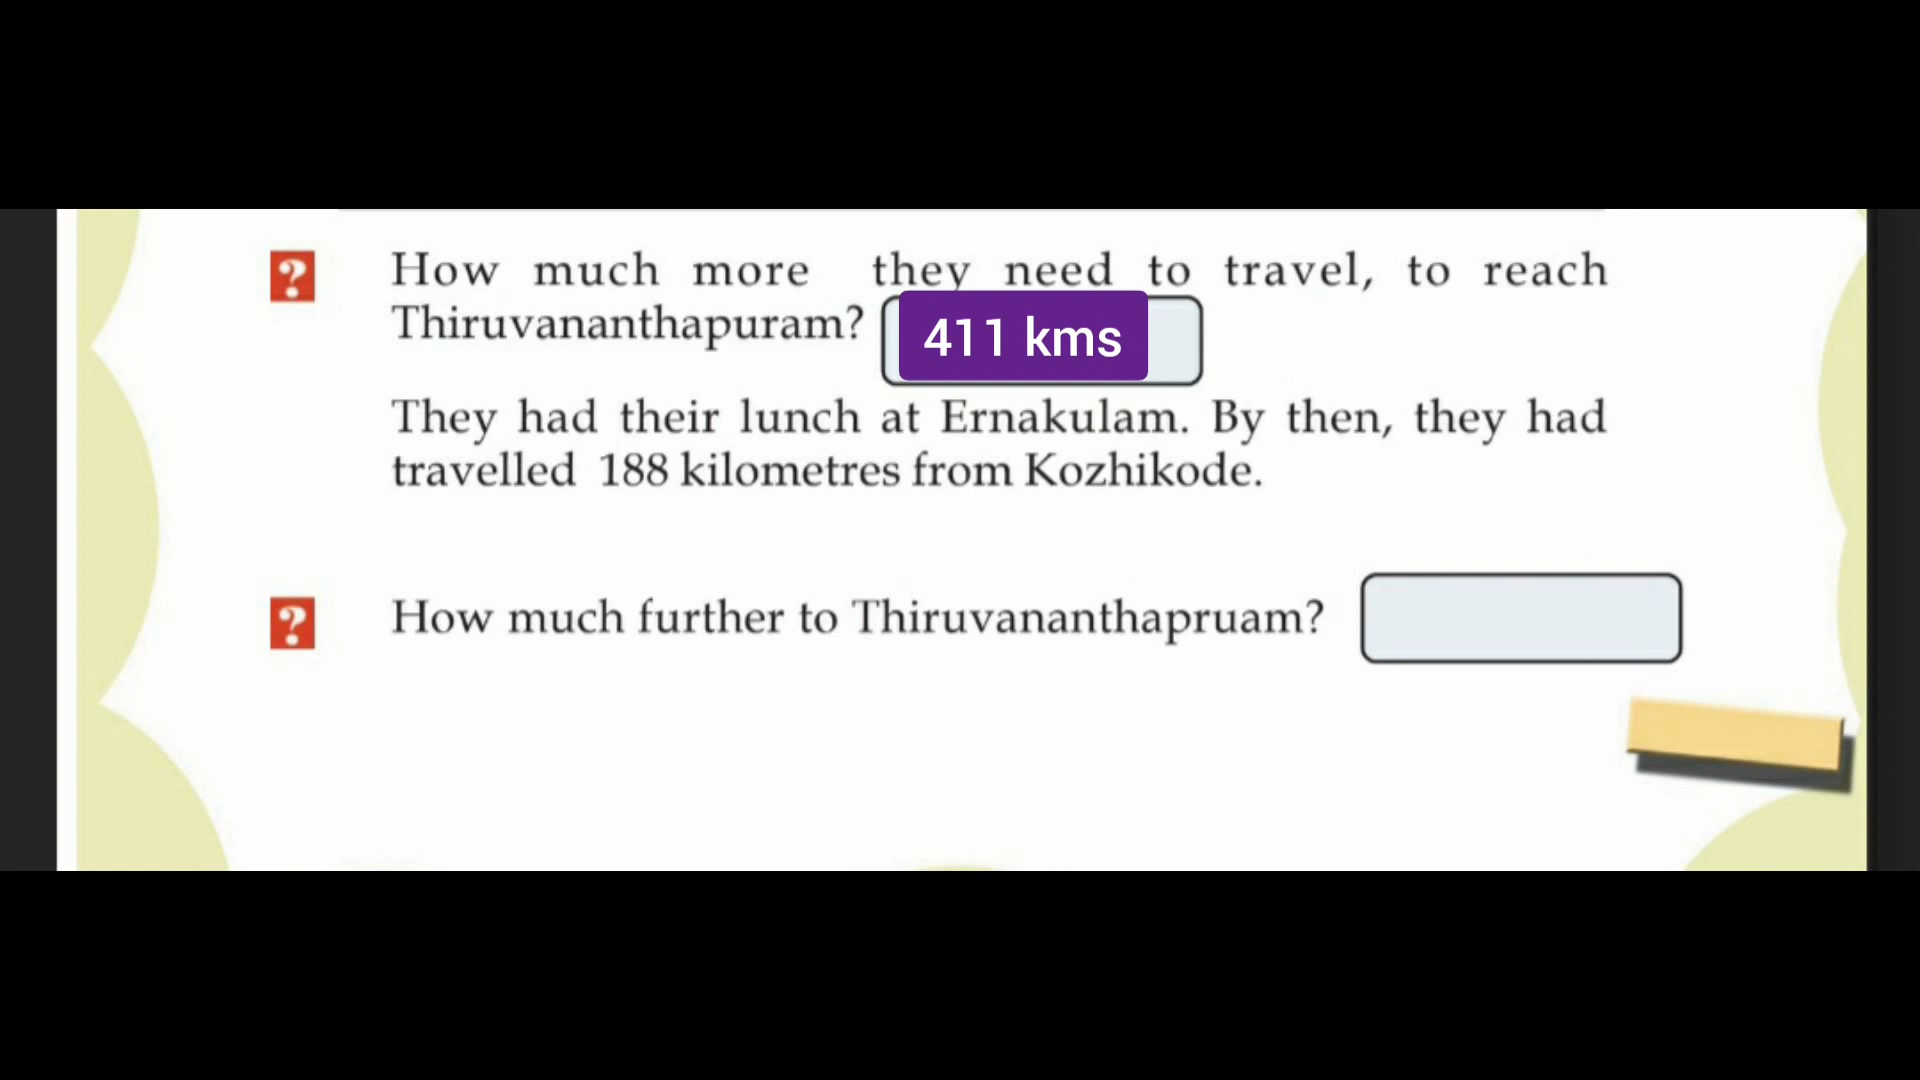 ? How much more they need to travel, to reach
Thiruvananthapuram? 411 kms
They had their lunch at Ernakulam. By then, they had
travelled 188 kilometres from Kozhikode.
? How much further to Thiruvananthapruam?